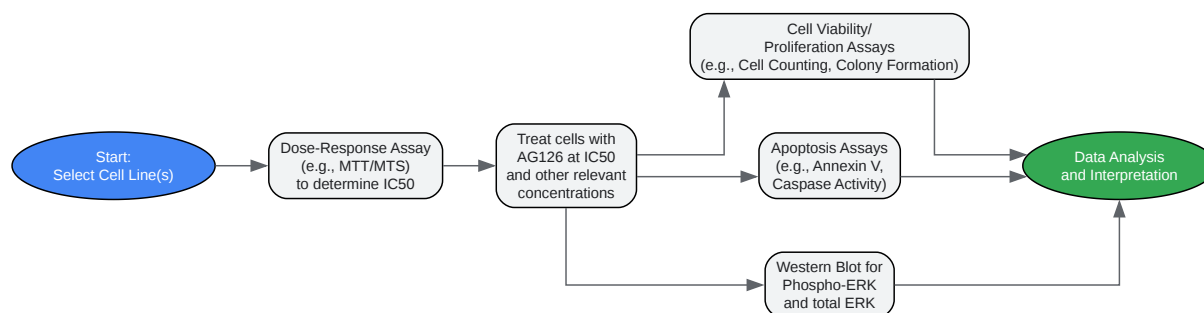 Start:
Select Cell Line(s)
Dose-Response Assay
(e.g., MTT/MTS)
to determine IC50
Treat cells with
AG126 at IC50
and other relevant
concentrations
Cell Viability/
Proliferation Assays
(e.g., Cell Counting, Colony Formation)
Apoptosis Assays
(e.g., Annexin V,
Caspase Activity)
Western Blot for
Phospho-ERK
and total ERK
Data Analysis
and Interpretation